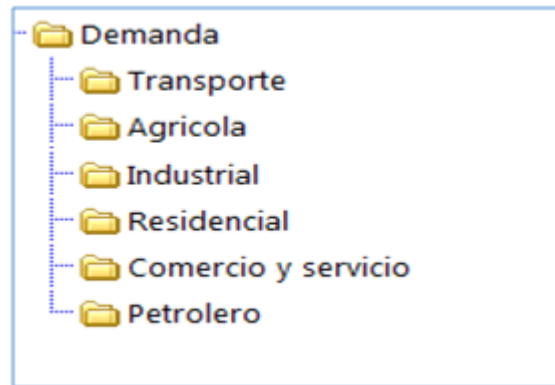 Demanda
Transporte
Agricola
Industrial
Residencial
Comercio y servicio
Petrolero